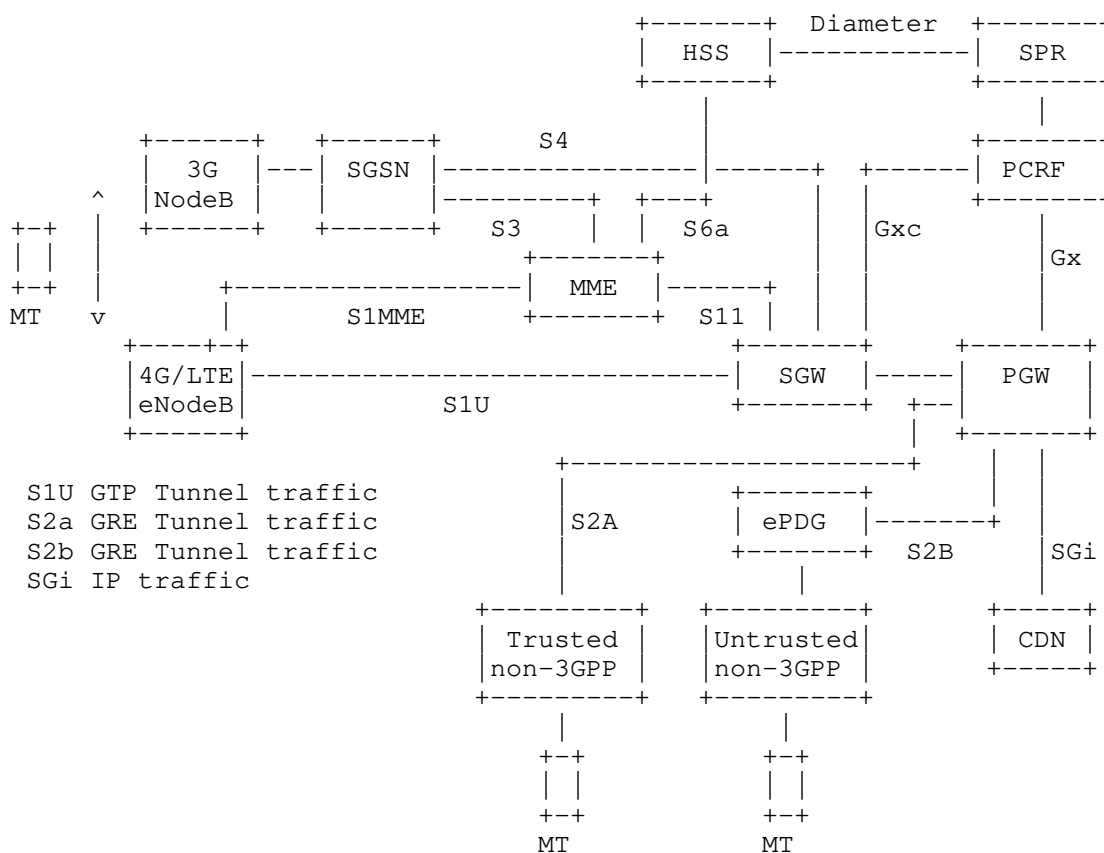 Diameter
HSS SPR
S4
3G SGSN PCRF
NodeB
S3 S6a Gxc
Gx
MME
MT v S1MME S11
4G/LTE SGW PGW
eNodeB S1U
S1U GTP Tunnel traffic
S2a GRE Tunnel traffic S2A ePDG
S2b GRE Tunnel traffic S2B SGi
SGi IP traffic
Trusted Untrusted CDN
non-3GPP non-3GPP
MT MT